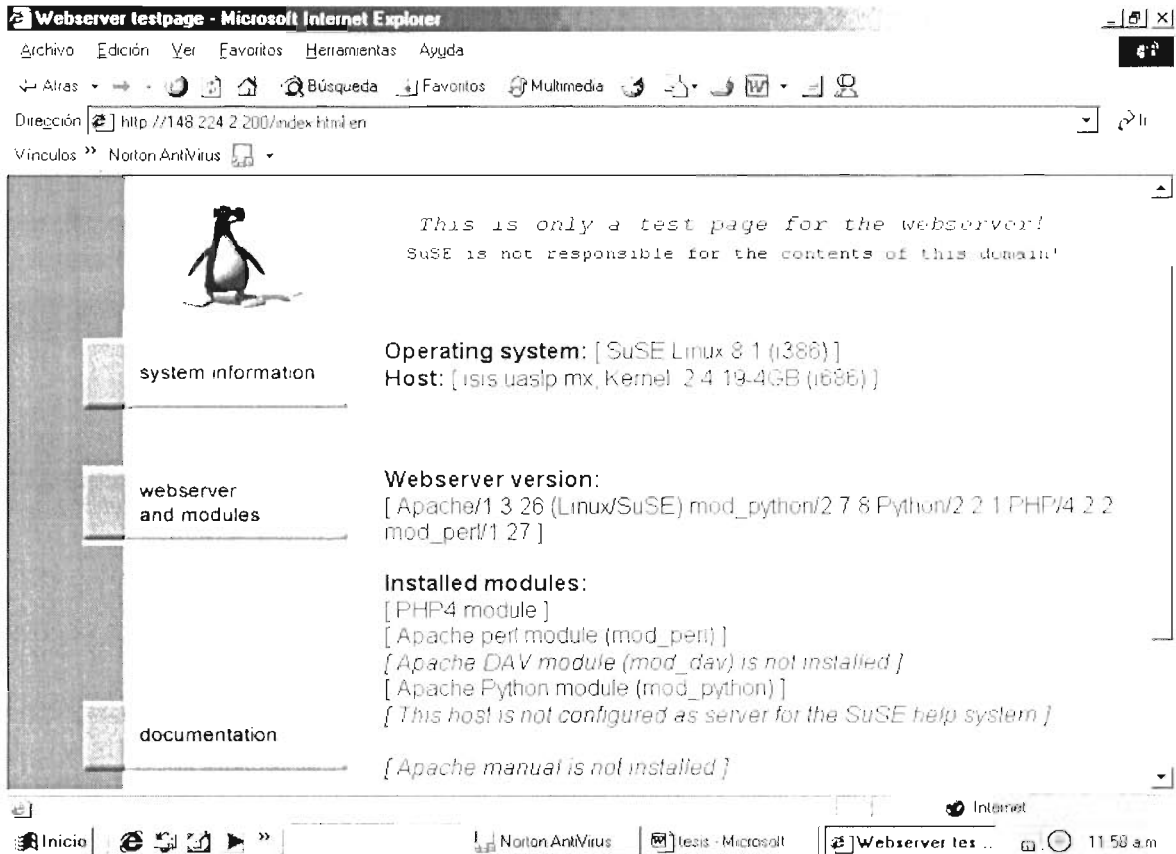 Webserver testpage - Microsoft Internet Explorer
Archivo Edición Ver Favoritos Herramientas Ayuda
Atras Búsqueda Favoritos Multimedia
Dirección http://148.224.2.200/index.html.en Ir
Vínculos » Norton AntiVirus
This is only a test page for the webserver!
SuSE is not responsible for the contents of this domain!
system information
Operating system: [ SuSE Linux 8.1 (i386) ]
Host: [ isis.uaslp.mx, Kernel: 2.4.19-4GB (i686) ]
webserver
and modules
Webserver version:
[ Apache/1.3.26 (Linux/SuSE) mod_python/2.7.8 Python/2.2.1 PHP/4.2.2
mod_perl/1.27 ]
Installed modules:
[ PHP4 module ]
[ Apache perl module (mod_perl) ]
[ Apache DAV module (mod_dav) is not installed ]
[ Apache Python module (mod_python) ]
[ This host is not configured as server for the SuSE help system ]
documentation
[ Apache manual is not installed ]
Internet
Inicio » Norton AntiVirus tesis - Microsoft Webserver tes... 11:58 a.m.